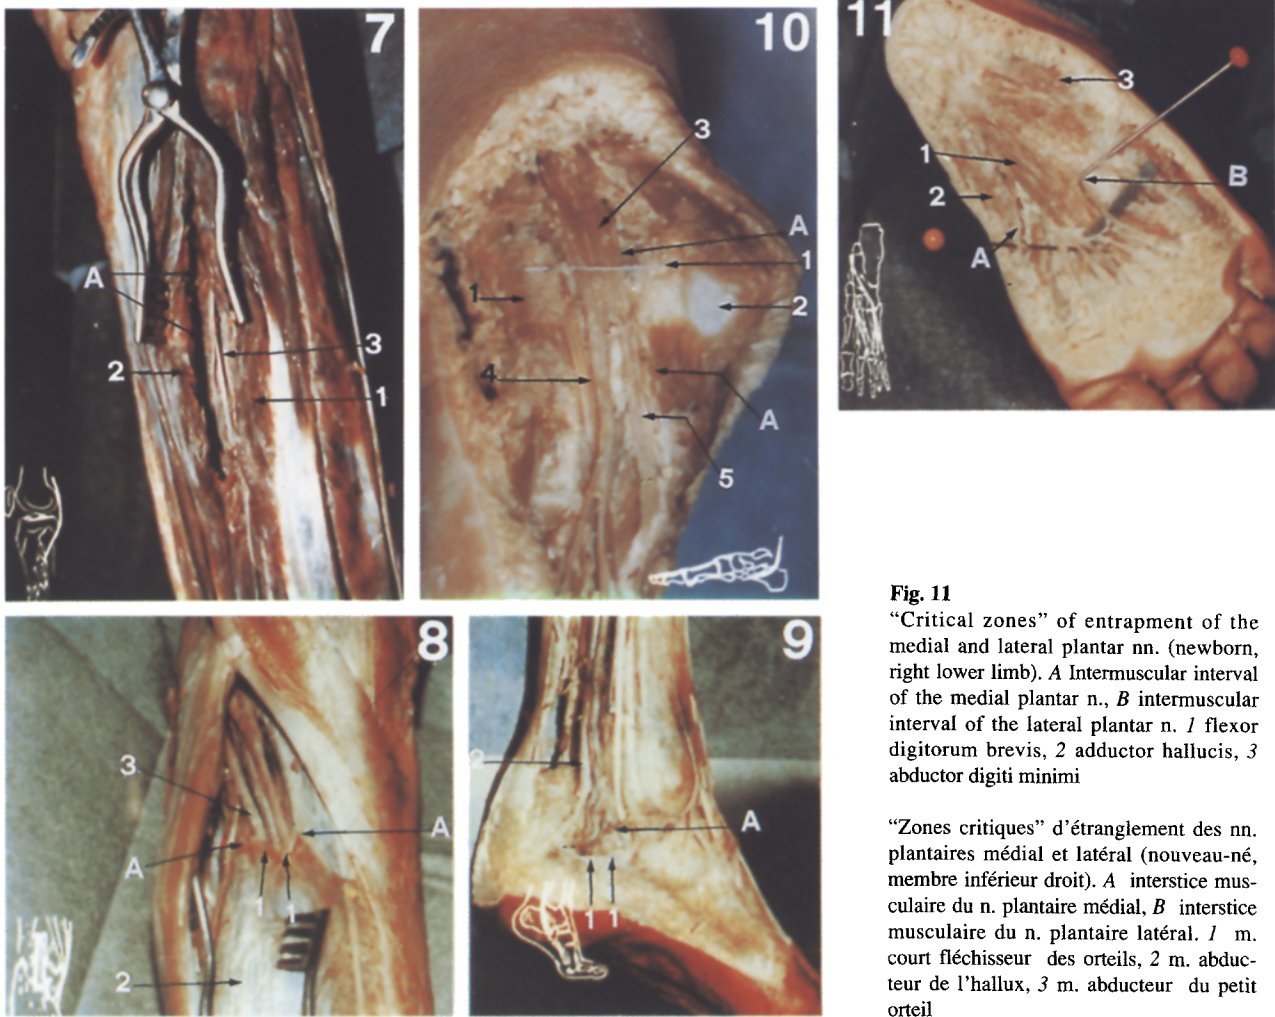 7
A
3
2
1
10
3
A
1
1
2
4
A
5
11
3
1
B
2
A
8
3
A
A
1 1
2
9
2
A
1 1
Fig. 11
“Critical zones” of entrapment of the
medial and lateral plantar nn. (newborn,
right lower limb). A Intermuscular interval
of the medial plantar n., B intermuscular
interval of the lateral plantar n. 1 flexor
digitorum brevis, 2 adductor hallucis, 3
abductor digiti minimi
“Zones critiques” d’étranglement des nn.
plantaires médial et latéral (nouveau-né,
membre inférieur droit). A interstice mus-
culaire du n. plantaire médial, B interstice
musculaire du n. plantaire latéral. 1 m.
court fléchisseur des orteils, 2 m. abduc-
teur de l’hallux, 3 m. abducteur du petit
orteil